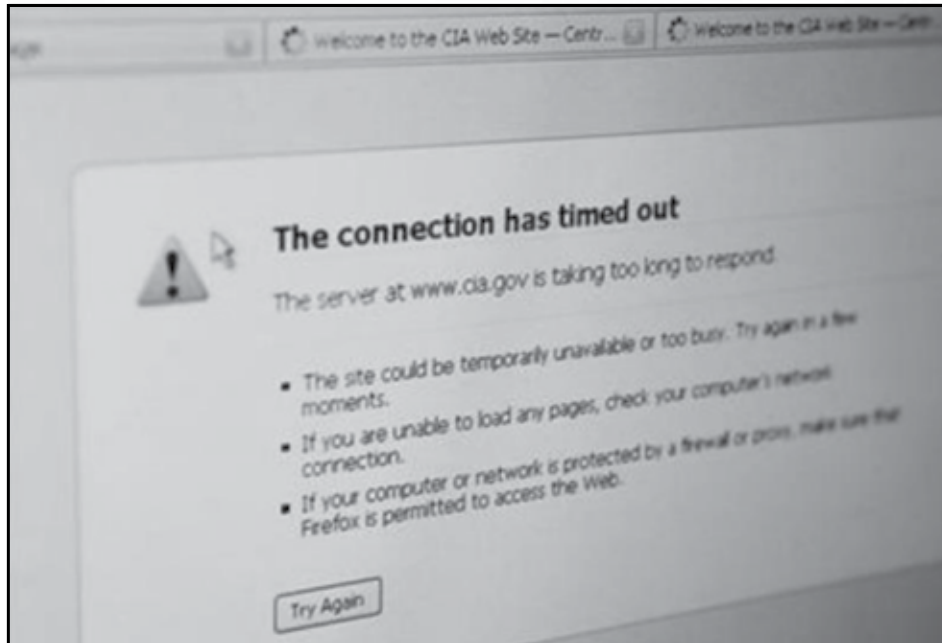 Welcome to the CIA Web Site — Centr... Welcome to the CIA Web Site — Centr
The connection has timed out
The server at www.cia.gov is taking too long to respond.
▪ The site could be temporarily unavailable or too busy. Try again in a few
moments.
▪ If you are unable to load any pages, check your computer's network
connection.
▪ If your computer or network is protected by a firewall or proxy, make sure that
Firefox is permitted to access the Web.
Try Again